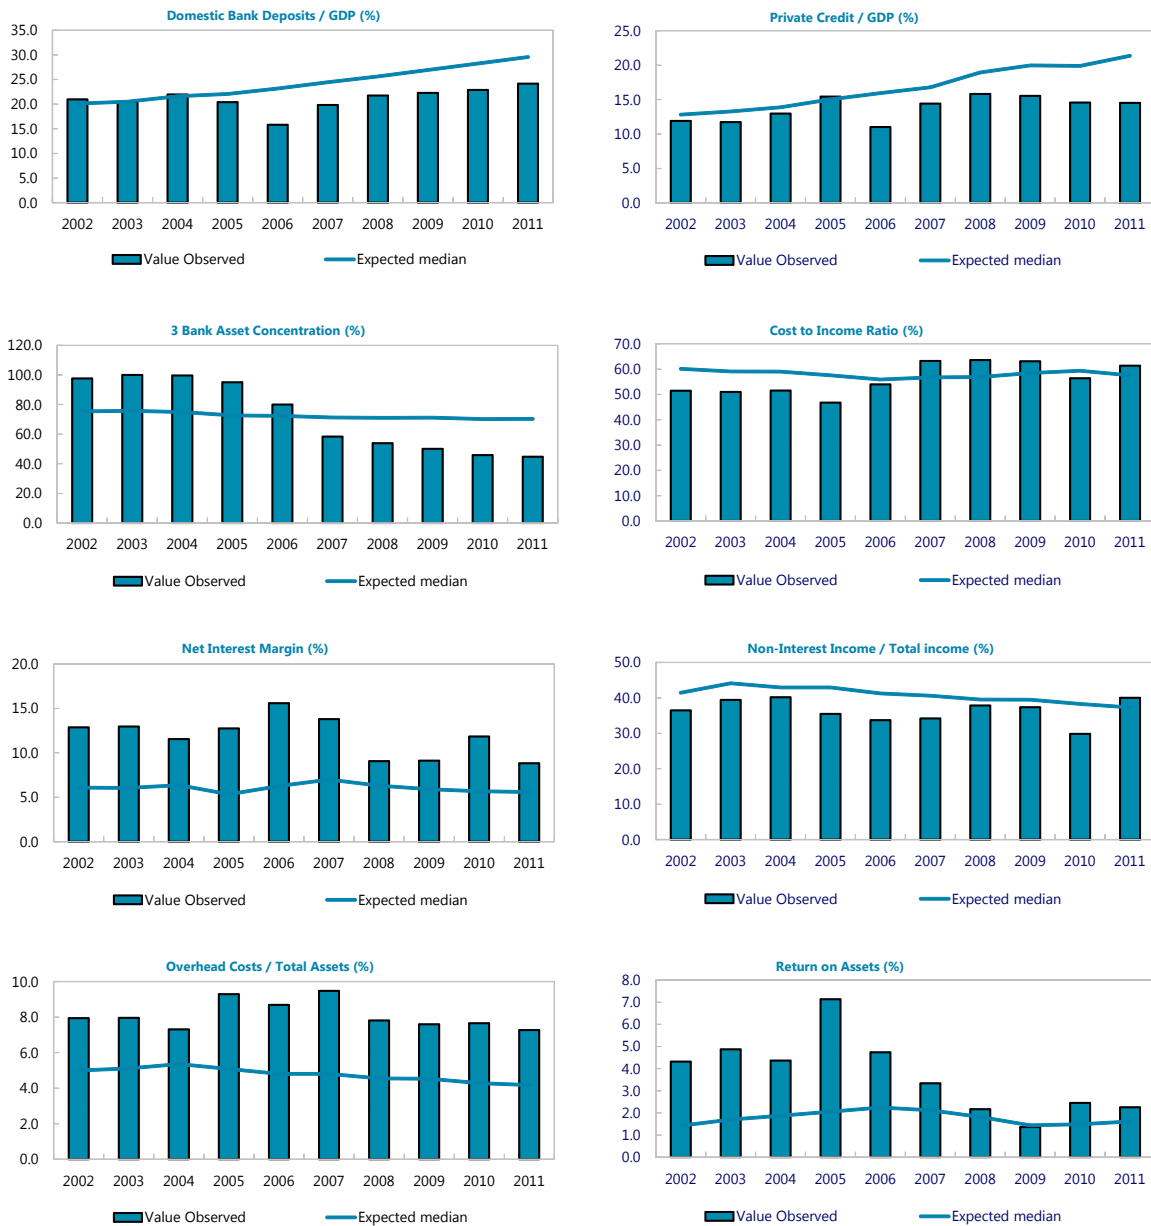 Domestic Bank Deposits / GDP (%)
35.0
30.0
25.0
20.0
15.0
10.0
5.0
0.0
2002 2003 2004 2005 2006 2007 2008 2009 2010 2011
Value Observed Expected median
Private Credit / GDP (%)
25.0
20.0
15.0
10.0
5.0
0.0
2002 2003 2004 2005 2006 2007 2008 2009 2010 2011
Value Observed Expected median
3 Bank Asset Concentration (%)
120.0
100.0
80.0
60.0
40.0
20.0
0.0
2002 2003 2004 2005 2006 2007 2008 2009 2010 2011
Value Observed Expected median
Cost to Income Ratio (%)
70.0
60.0
50.0
40.0
30.0
20.0
10.0
0.0
2002 2003 2004 2005 2006 2007 2008 2009 2010 2011
Value Observed Expected median
Net Interest Margin (%)
20.0
15.0
10.0
5.0
0.0
2002 2003 2004 2005 2006 2007 2008 2009 2010 2011
Value Observed Expected median
Non-Interest Income / Total income (%)
50.0
40.0
30.0
20.0
10.0
0.0
2002 2003 2004 2005 2006 2007 2008 2009 2010 2011
Value Observed Expected median
Overhead Costs / Total Assets (%)
10.0
8.0
6.0
4.0
2.0
0.0
2002 2003 2004 2005 2006 2007 2008 2009 2010 2011
Value Observed Expected median
Return on Assets (%)
8.0
7.0
6.0
5.0
4.0
3.0
2.0
1.0
0.0
2002 2003 2004 2005 2006 2007 2008 2009 2010 2011
Value Observed Expected median